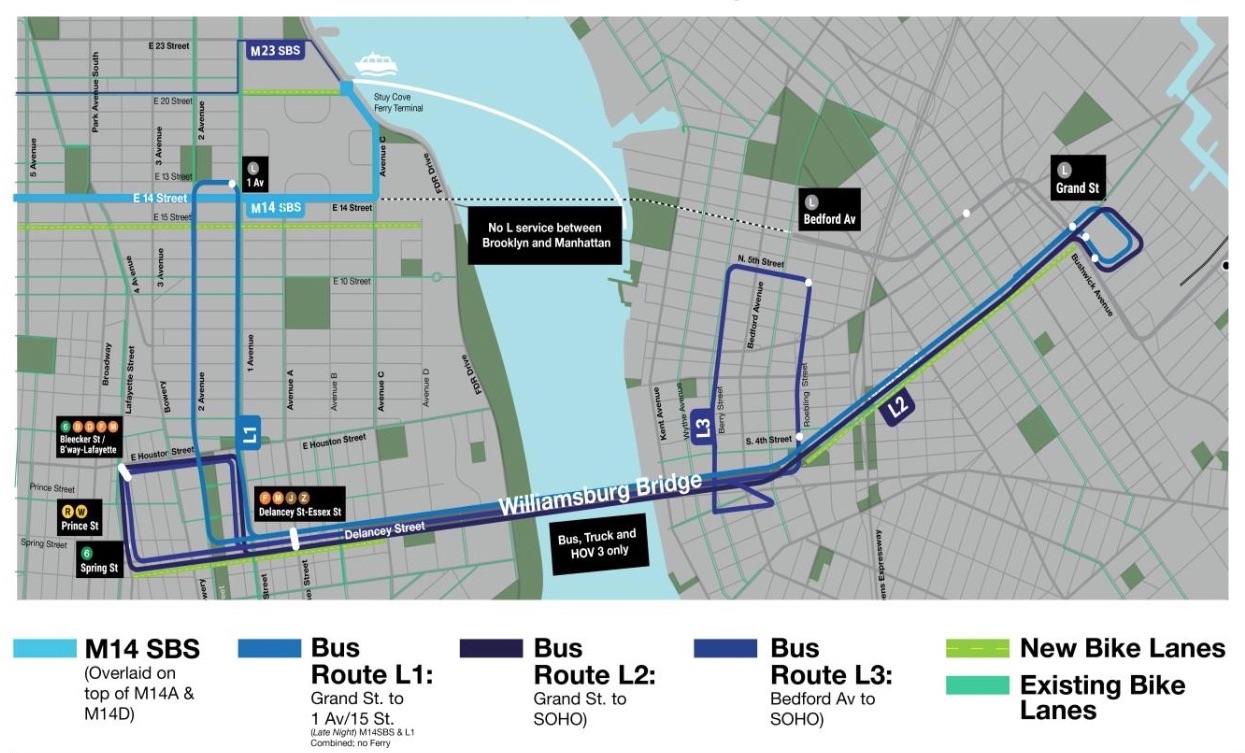 E 23 Street
M23 SBS
Park Avenue South
E 20 Street
2 Avenue
Stuy Cove
Ferry Terminal
5 Avenue
3 Avenue
Avenue C
FDR Drive
E 13 Street
L
1 Av
E 14 Street
M14 SBS
E 14 Street
E 15 Street
No L service between
Brooklyn and Manhattan
L
Bedford Av
L
Grand St
4 Avenue
3 Avenue
E 10 Street
N. 5th Street
Bushwick Avenue
Bedford Avenue
Broadway
Lafayette Street
Bowery
2 Avenue
1 Avenue
Avenue A
Avenue B
Avenue C
Avenue D
FDR Drive
Kent Avenue
Wythe Avenue
Berry Street
Roebling Street
L1
L3
L2
6 B D F M
Bleecker St /
B'way-Lafayette
E Houston Street
E Houston Street
S. 4th Street
Prince Street
R W
Prince St
F M J Z
Delancey St-Essex St
Williamsburg Bridge
Delancey Street
Bus, Truck and
HOV 3 only
Spring Street
6
Spring St
wery
Street
ex Street
ens Expressway
M14 SBS
(Overlaid on
top of M14A &
M14D)
Bus
Route L1:
Grand St. to
1 Av/15 St.
(Late Night) M14SBS & L1
Combined; no Ferry
Bus
Route L2:
Grand St. to
SOHO)
Bus
Route L3:
Bedford Av to
SOHO)
New Bike Lanes
Existing Bike
Lanes